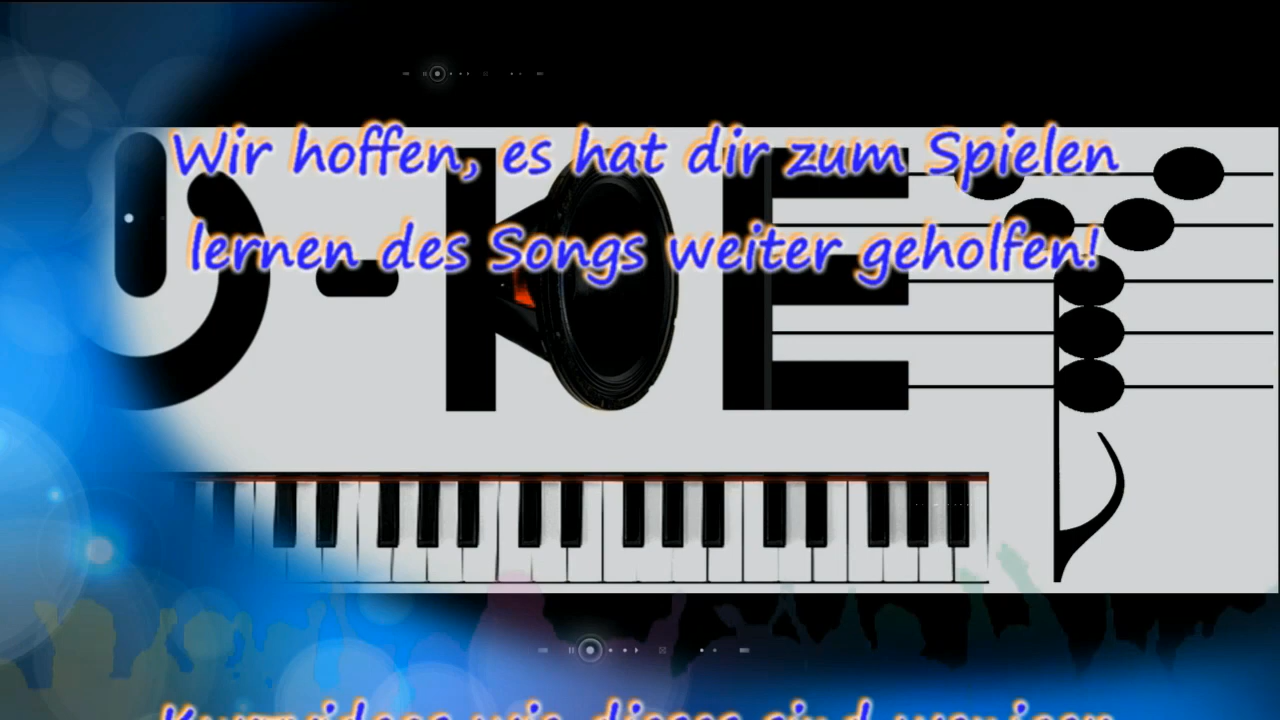 Wir hoffen, es hat dir zum Spielen
lernen des Songs weiter geholfen!